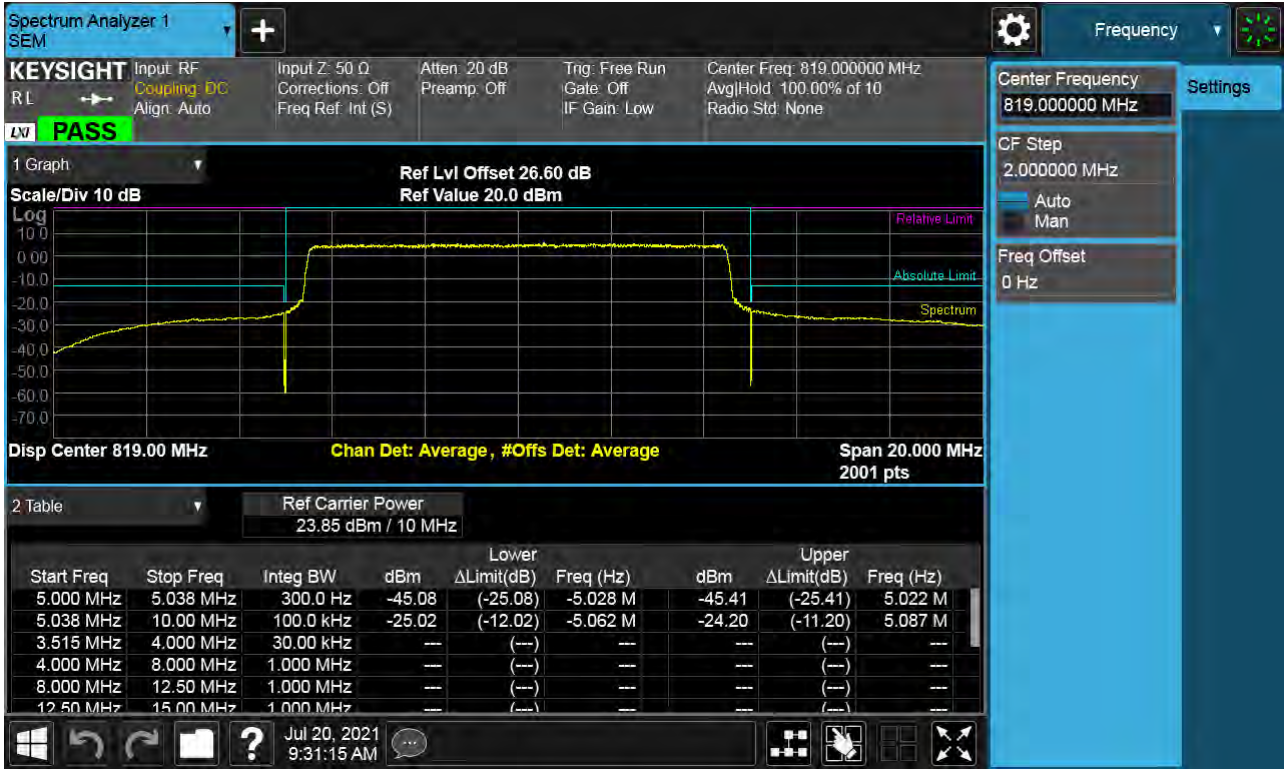 Spectrum Analyzer 1
SEM
Frequency
KEYSIGHT
RL
LXI
PASS
Input: RF
Coupling: DC
Align: Auto
Input Z: 50 Ω
Corrections: Off
Freq Ref: Int (S)
Atten: 20 dB
Preamp: Off
Trig: Free Run
Gate: Off
IF Gain: Low
Center Freq: 819.000000 MHz
Avg|Hold: 100.00% of 10
Radio Std: None
Center Frequency
819.000000 MHz
Settings
CF Step
2.000000 MHz
Auto
Man
Freq Offset
0 Hz
1 Graph
Ref Lvl Offset 26.60 dB
Scale/Div 10 dB
Ref Value 20.0 dBm
Log
10.0
0.00
-10.0
-20.0
-30.0
-40.0
-50.0
-60.0
-70.0
Relative Limit
Absolute Limit
Spectrum
Disp Center 819.00 MHz
Chan Det: Average , #Offs Det: Average
Span 20.000 MHz
2001 pts
2 Table
Ref Carrier Power
23.85 dBm / 10 MHz
Lower Upper
Start Freq Stop Freq Integ BW dBm ΔLimit(dB) Freq (Hz) dBm ΔLimit(dB) Freq (Hz)
5.000 MHz 5.038 MHz 300.0 Hz -45.08 (-25.08) -5.028 M -45.41 (-25.41) 5.022 M
5.038 MHz 10.00 MHz 100.0 kHz -25.02 (-12.02) -5.062 M -24.20 (-11.20) 5.087 M
3.515 MHz 4.000 MHz 30.00 kHz --- (---) --- --- (---) ---
4.000 MHz 8.000 MHz 1.000 MHz --- (---) --- --- (---) ---
8.000 MHz 12.50 MHz 1.000 MHz --- (---) --- --- (---) ---
12.50 MHz 15.00 MHz 1.000 MHz --- (---) --- --- (---) ---
?
Jul 20, 2021
9:31:15 AM